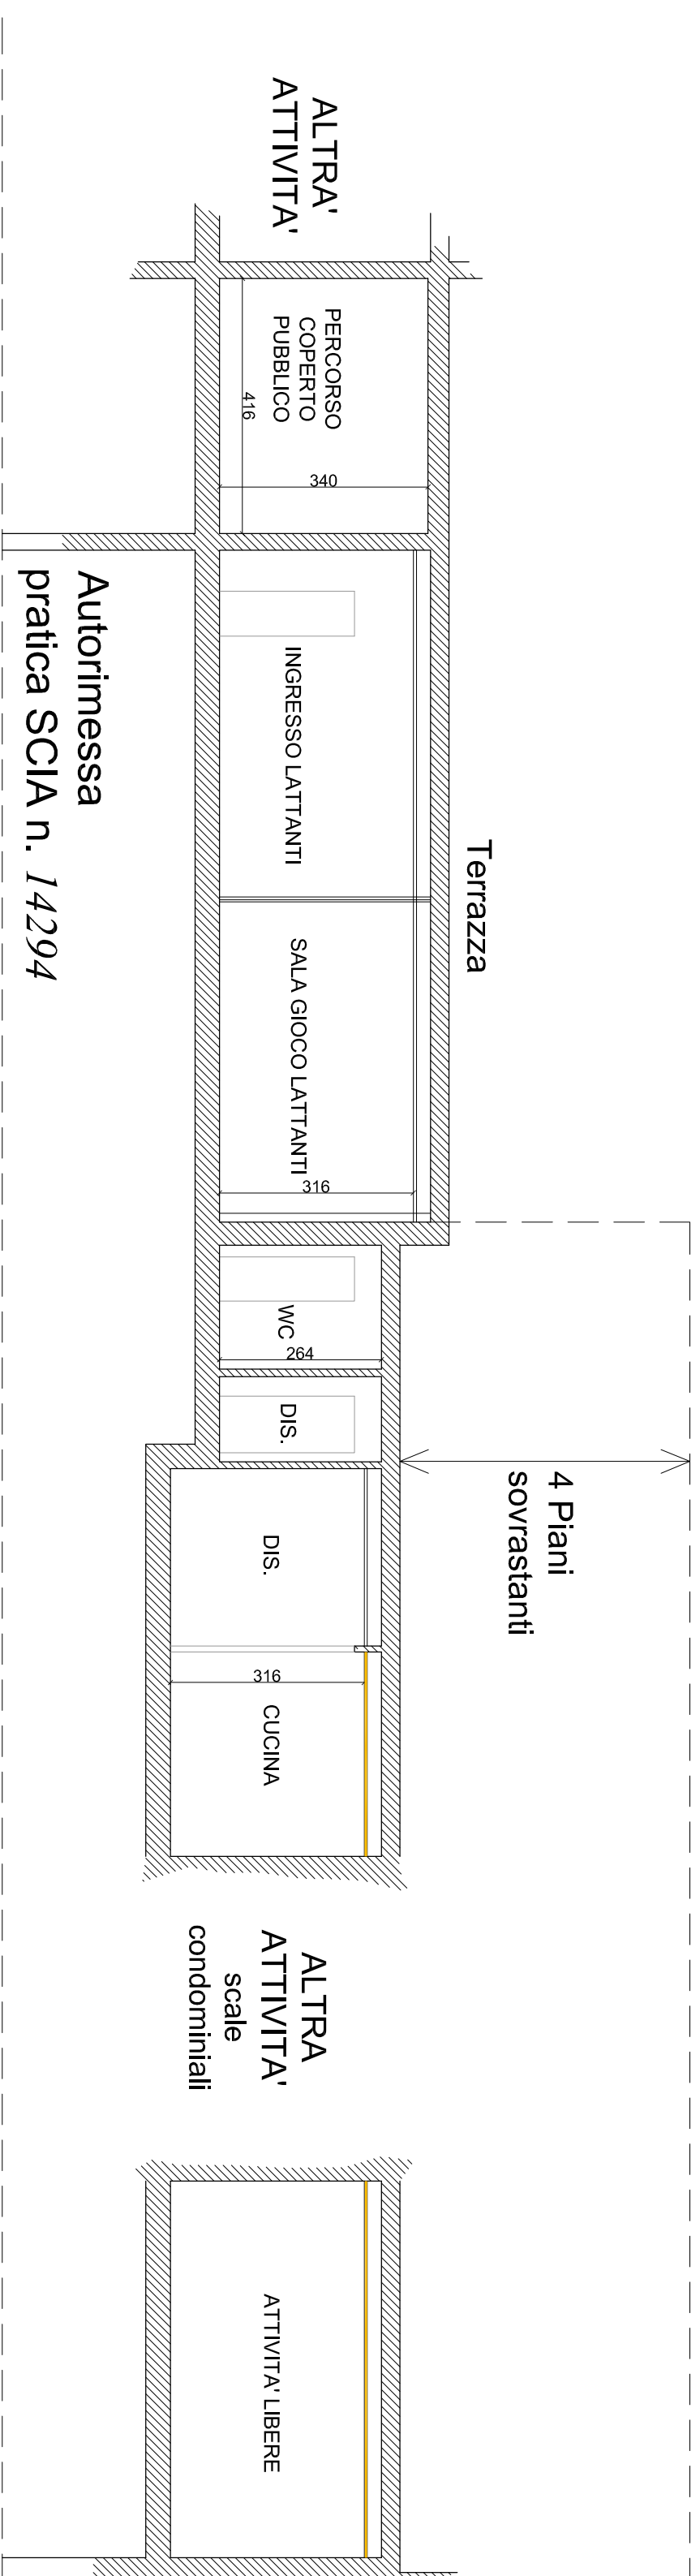 ALTRA'
ATTIVITA'
PERCORSO
COPERTO
PUBBLICO
416
340
Autorimessa
pratica SCIA n. 14294
INGRESSO LATTANTI
Terrazza
SALA GIOCO LATTANTI
316
WC
264
DIS.
4 Piani
sovrastanti
DIS.
316
CUCINA
ALTRA
ATTIVITA'
scale
condominiali
ATTIVITA' LIBERE